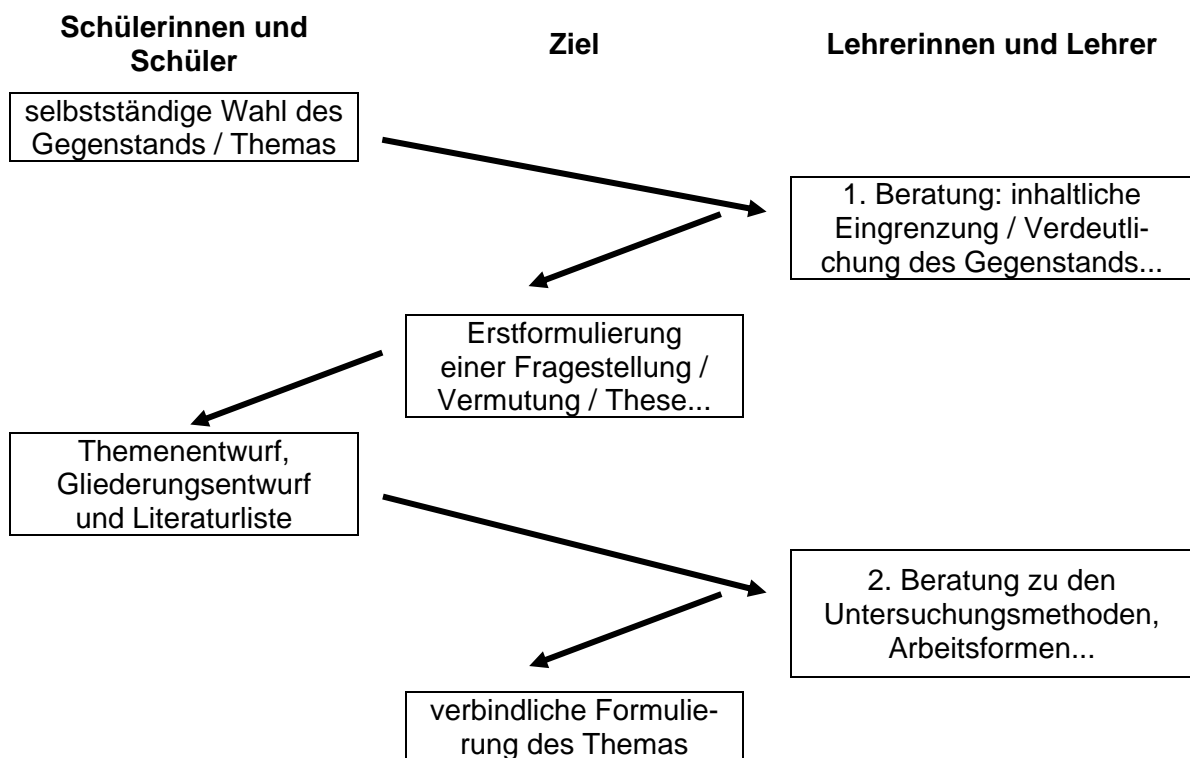 Schülerinnen und
Schüler
Ziel
Lehrerinnen und Lehrer
selbstständige Wahl des
Gegenstands / Themas
1. Beratung: inhaltliche
Eingrenzung / Verdeutli-
chung des Gegenstands...
Erstformulierung
einer Fragestellung /
Vermutung / These...
Themenentwurf,
Gliederungsentwurf
und Literaturliste
2. Beratung zu den
Untersuchungsmethoden,
Arbeitsformen...
verbindliche Formulie-
rung des Themas